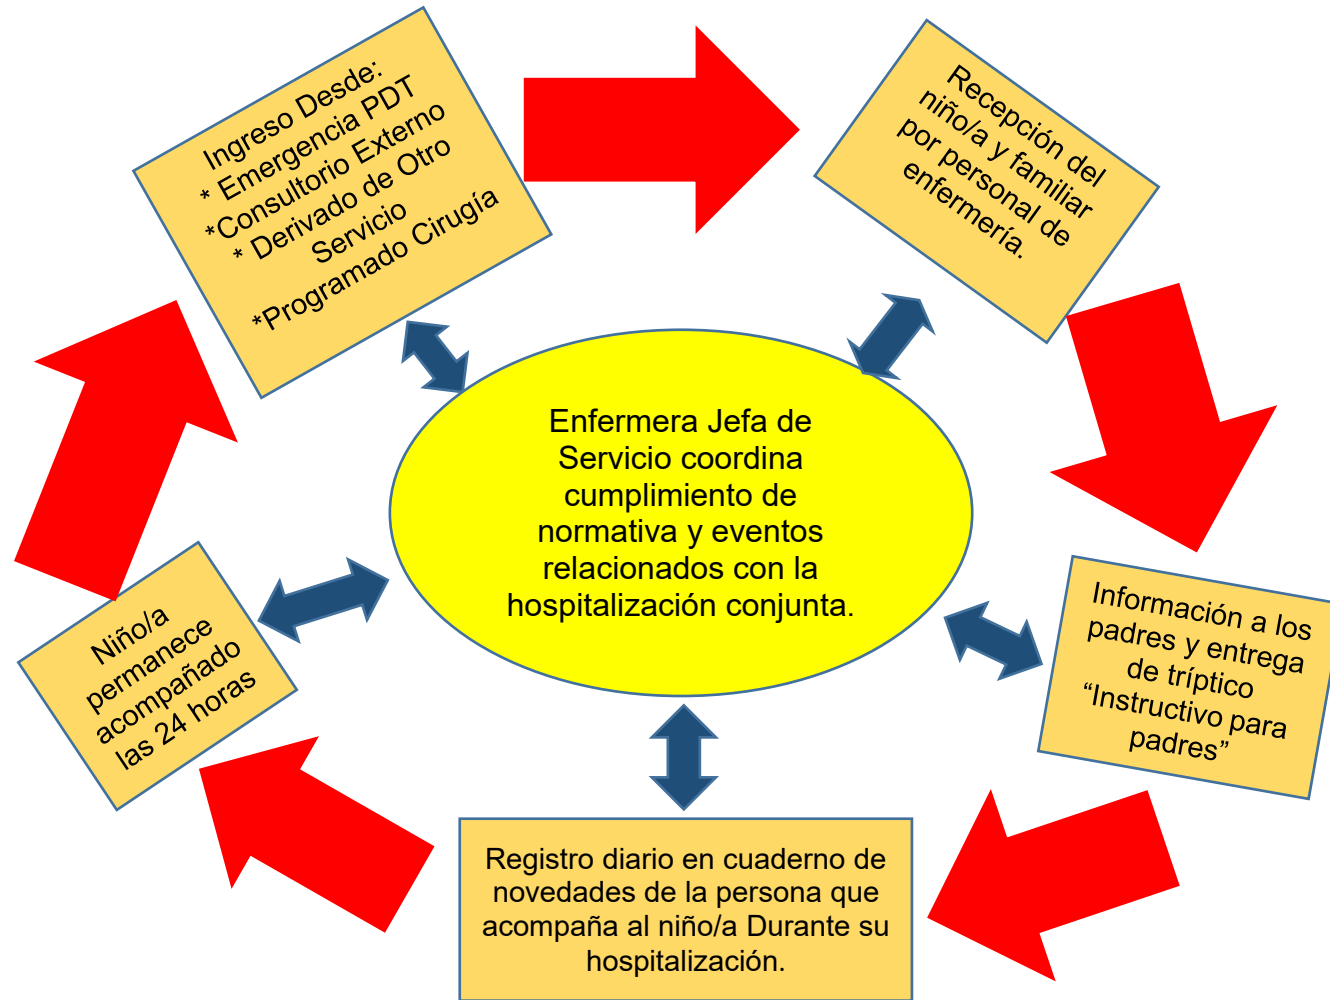 Ingreso Desde:
* Emergencia PDT
*Consultorio Externo
* Derivado de Otro
Servicio
*Programado Cirugía
Recepción del
niño/a y familiar
por personal de
enfermería.
Enfermera Jefa de
Servicio coordina
cumplimiento de
normativa y eventos
relacionados con la
hospitalización conjunta.
Información a los
padres y entrega
de tríptico
“Instructivo para
padres”
Registro diario en cuaderno de
novedades de la persona que
acompaña al niño/a Durante su
hospitalización.
Niño/a
permanece
acompañado
las 24 horas